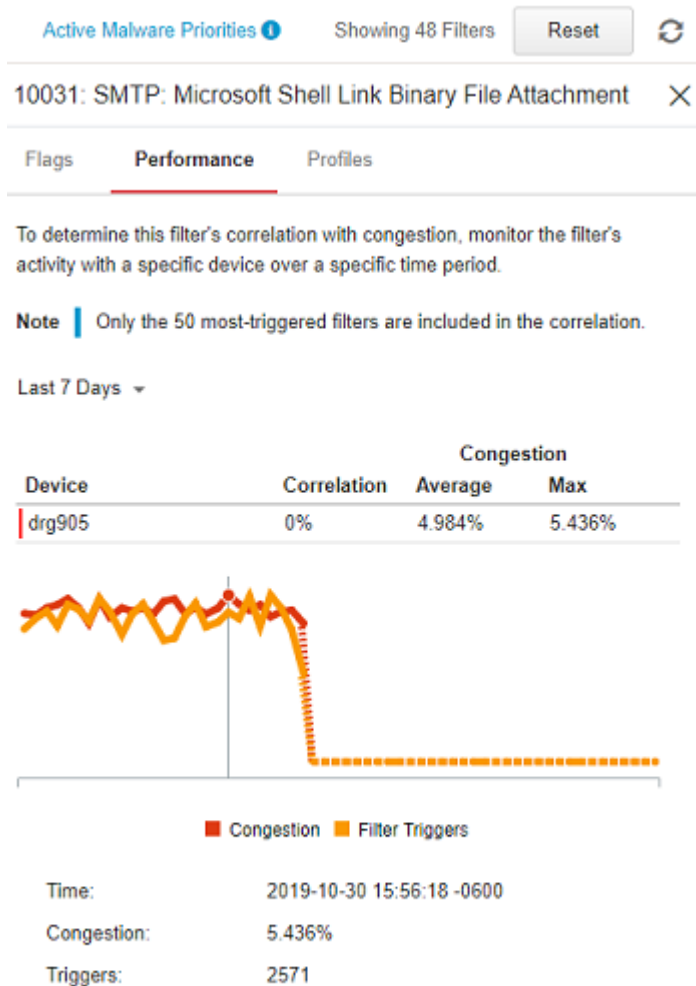 Active Malware Priorities Showing 48 Filters Reset
10031: SMTP: Microsoft Shell Link Binary File Attachment
Flags Performance Profiles
To determine this filter's correlation with congestion, monitor the filter's
activity with a specific device over a specific time period.
Note Only the 50 most-triggered filters are included in the correlation.
Last 7 Days
Congestion
Device Correlation Average Max
drg905 0% 4.984% 5.436%
Congestion Filter Triggers
Time: 2019-10-30 15:56:18 -0600
Congestion: 5.436%
Triggers: 2571